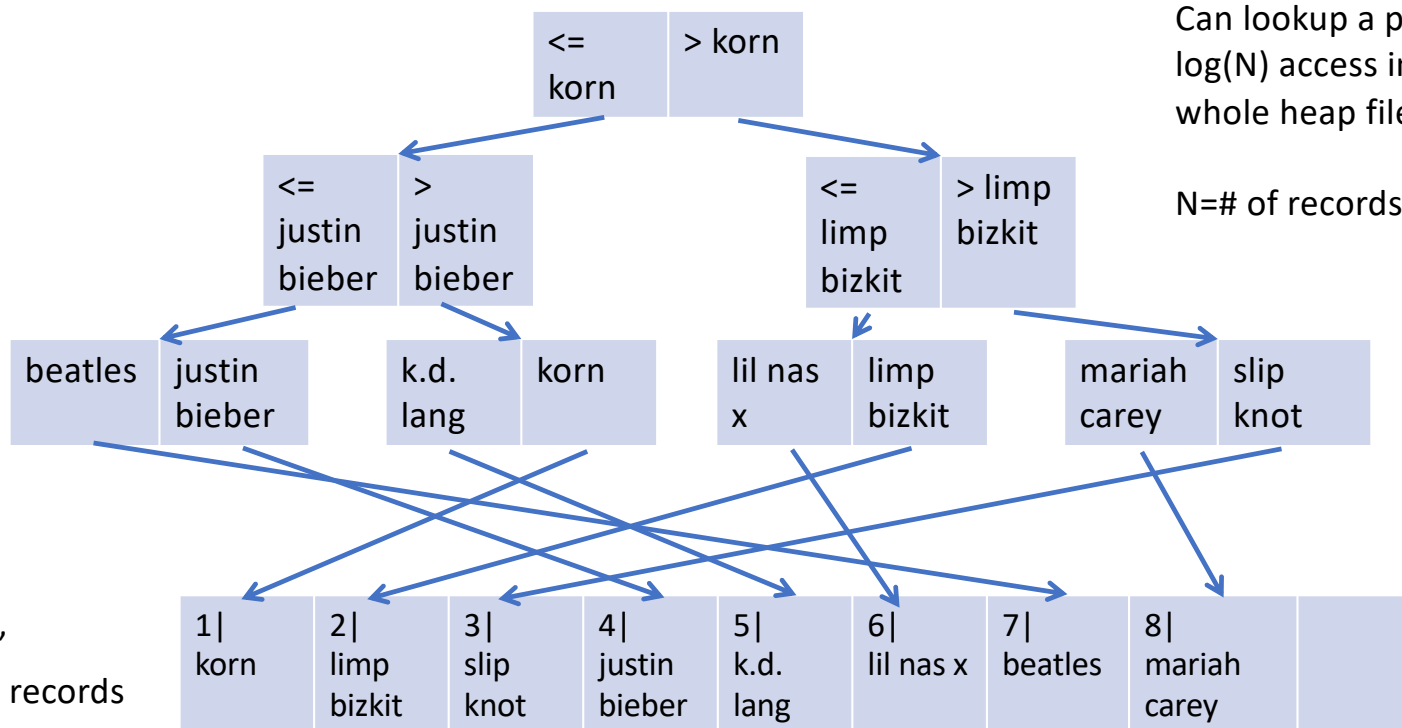 <= korn
> korn
Can lookup a p
log(N) access i
whole heap file
N=# of records
<=
justin
bieber
>
justin
bieber
<=
limp
bizkit
> limp
bizkit
beatles
justin
bieber
k.d.
lang
korn
lil nas
x
limp
bizkit
mariah
carey
slip
knot
,
records
1|
korn
2|
limp
bizkit
3|
slip
knot
4|
justin
bieber
5|
k.d.
lang
6|
lil nas x
7|
beatles
8|
mariah
carey